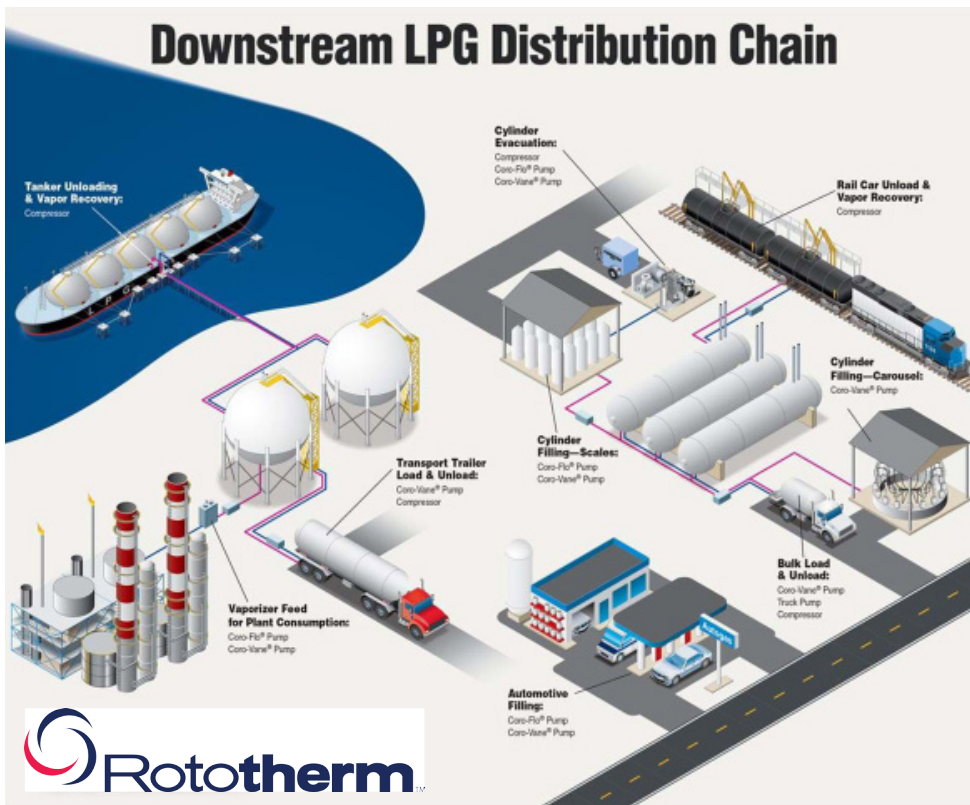 Downstream LPG Distribution Chain
Tanker Unloading
& Vapor Recovery:
Compressor
L P G
Cylinder
Evacuation:
Compressor
Coro-Flo® Pump
Coro-Vane® Pump
Rail Car Unload &
Vapor Recovery:
Compressor
Cylinder
Filling—Carousel:
Coro-Vane® Pump
Cylinder
Filling—Scales:
Coro-Flo® Pump
Coro-Vane® Pump
Transport Trailer
Load & Unload:
Coro-Vane® Pump
Compressor
Bulk Load
& Unload:
Coro-Vane® Pump
Truck Pump
Compressor
Vaporizer Feed
for Plant Consumption:
Coro-Flo® Pump
Coro-Vane® Pump
Autogas
Automotive
Filling:
Coro-Flo® Pump
Coro-Vane® Pump
Rototherm™